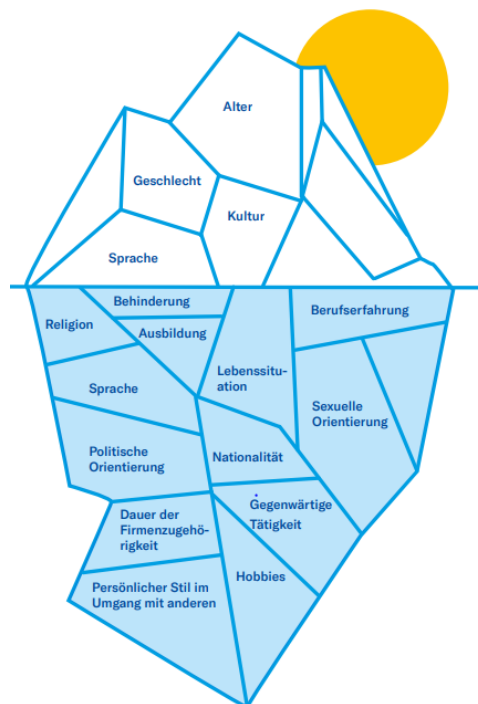 Alter
Geschlecht
Kultur
Sprache
Behinderung
Religion
Ausbildung
Berufserfahrung
Lebenssitu-
ation
Sprache
Sexuelle
Orientierung
Politische
Orientierung
Nationalität
Gegenwärtige
Tätigkeit
Dauer der
Firmenzugehö-
rigkeit
Hobbies
Persönlicher Stil im
Umgang mit anderen